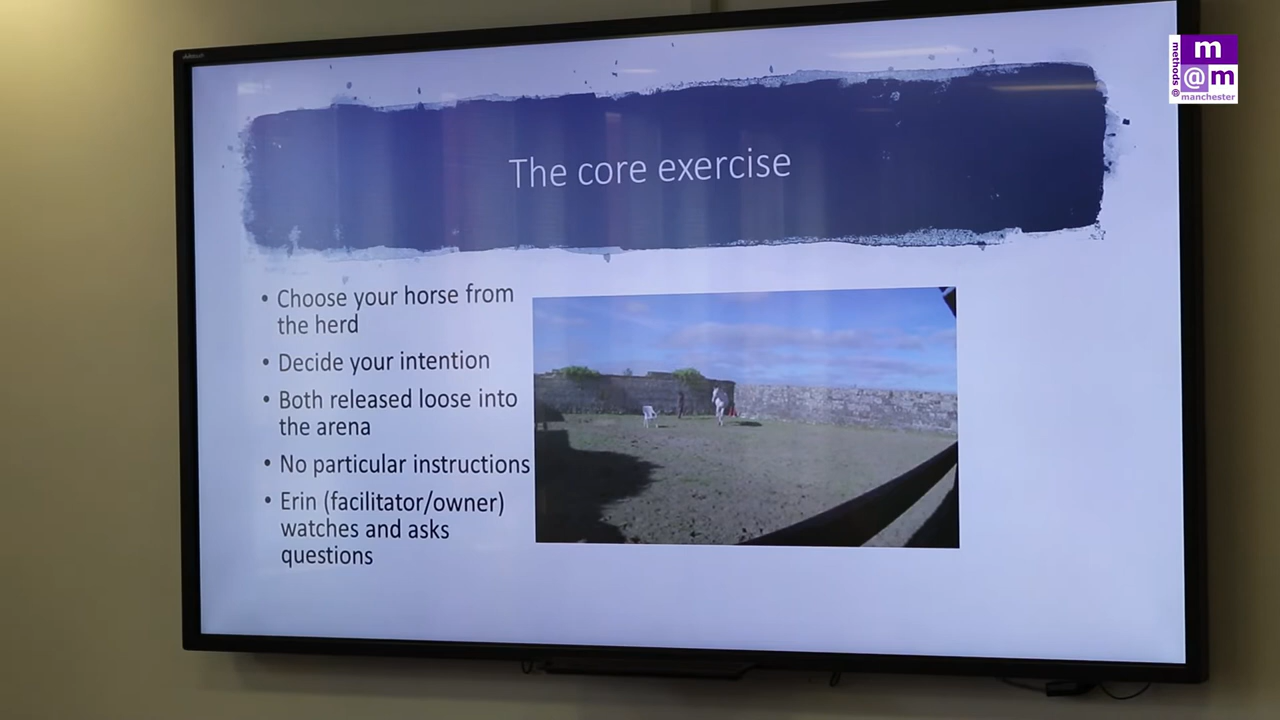 The core exercise
• Choose your horse from
the herd
• Decide your intention
• Both released loose into
the arena
• No particular instructions
• Erin (facilitator/owner)
watches and asks
questions
m
@m
methods @
manchester